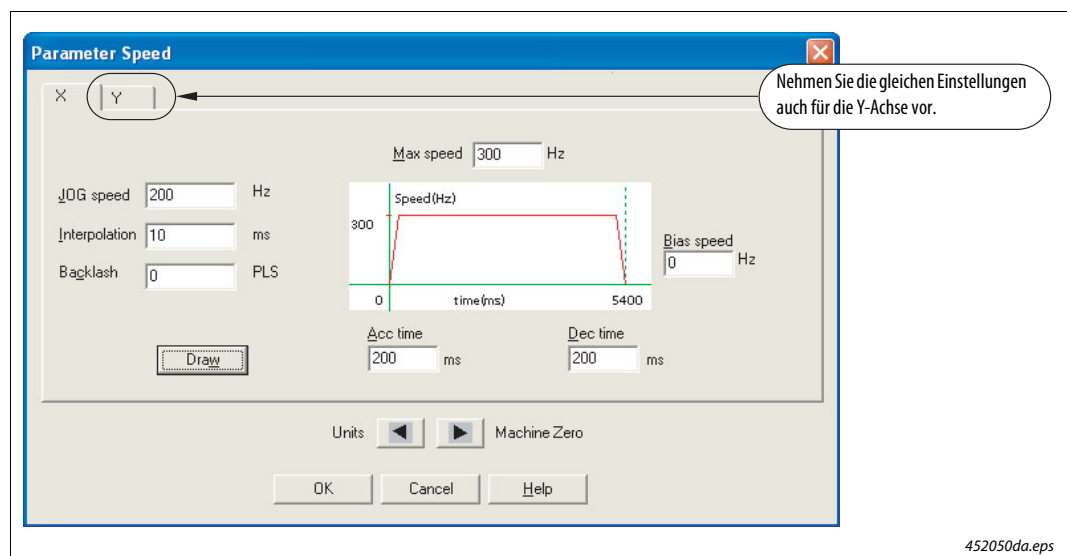 Parameter Speed
Nehmen Sie die gleichen Einstellungen
auch für die Y-Achse vor.
X Y
Max speed 300 Hz
JOG speed 200 Hz
Interpolation 10 ms
Backlash 0 PLS
Speed(Hz)
300
0 time(ms) 5400
Bias speed
0 Hz
Acc time
200 ms
Dec time
200 ms
Draw
Units Machine Zero
OK Cancel Help
452050da.eps